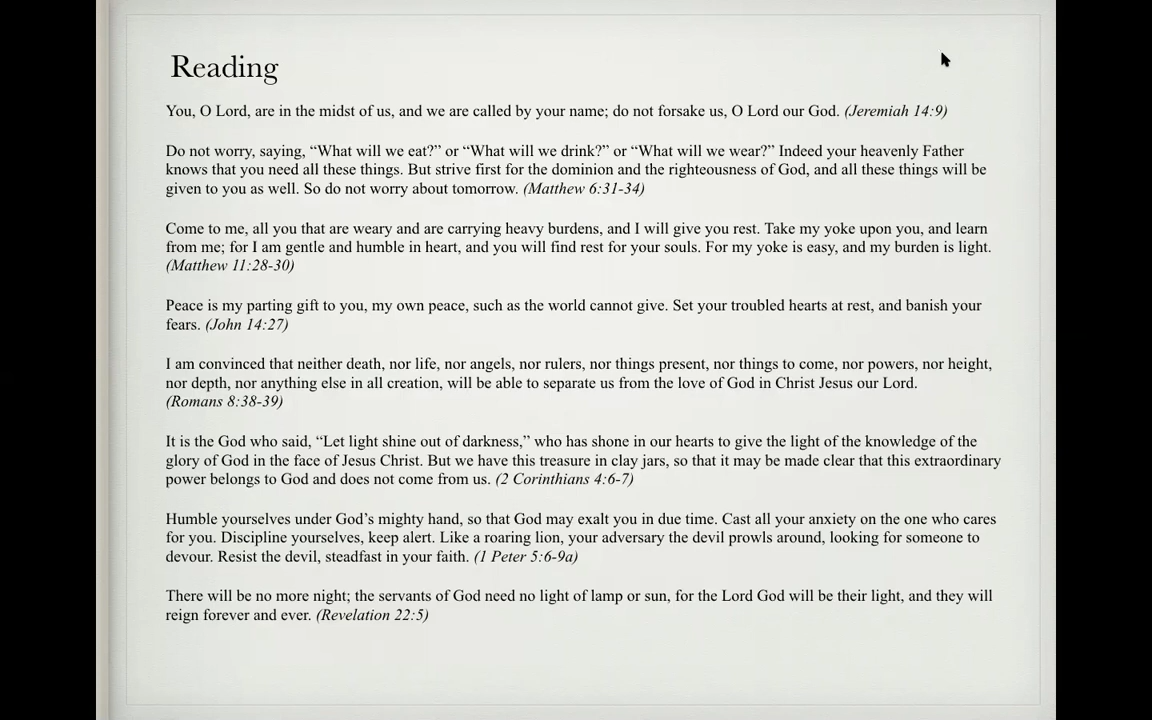 Reading
You, O Lord, are in the midst of us, and we are called by your name; do not forsake us, O Lord our God. (Jeremiah 14:9)
Do not worry, saying, “What will we eat?” or “What will we drink?” or “What will we wear?” Indeed your heavenly Father
knows that you need all these things. But strive first for the dominion and the righteousness of God, and all these things will be
given to you as well. So do not worry about tomorrow. (Matthew 6:31-34)
Come to me, all you that are weary and are carrying heavy burdens, and I will give you rest. Take my yoke upon you, and learn
from me; for I am gentle and humble in heart, and you will find rest for your souls. For my yoke is easy, and my burden is light.
(Matthew 11:28-30)
Peace is my parting gift to you, my own peace, such as the world cannot give. Set your troubled hearts at rest, and banish your
fears. (John 14:27)
I am convinced that neither death, nor life, nor angels, nor rulers, nor things present, nor things to come, nor powers, nor height,
nor depth, nor anything else in all creation, will be able to separate us from the love of God in Christ Jesus our Lord.
(Romans 8:38-39)
It is the God who said, “Let light shine out of darkness,” who has shone in our hearts to give the light of the knowledge of the
glory of God in the face of Jesus Christ. But we have this treasure in clay jars, so that it may be made clear that this extraordinary
power belongs to God and does not come from us. (2 Corinthians 4:6-7)
Humble yourselves under God’s mighty hand, so that God may exalt you in due time. Cast all your anxiety on the one who cares
for you. Discipline yourselves, keep alert. Like a roaring lion, your adversary the devil prowls around, looking for someone to
devour. Resist the devil, steadfast in your faith. (1 Peter 5:6-9a)
There will be no more night; the servants of God need no light of lamp or sun, for the Lord God will be their light, and they will
reign forever and ever. (Revelation 22:5)